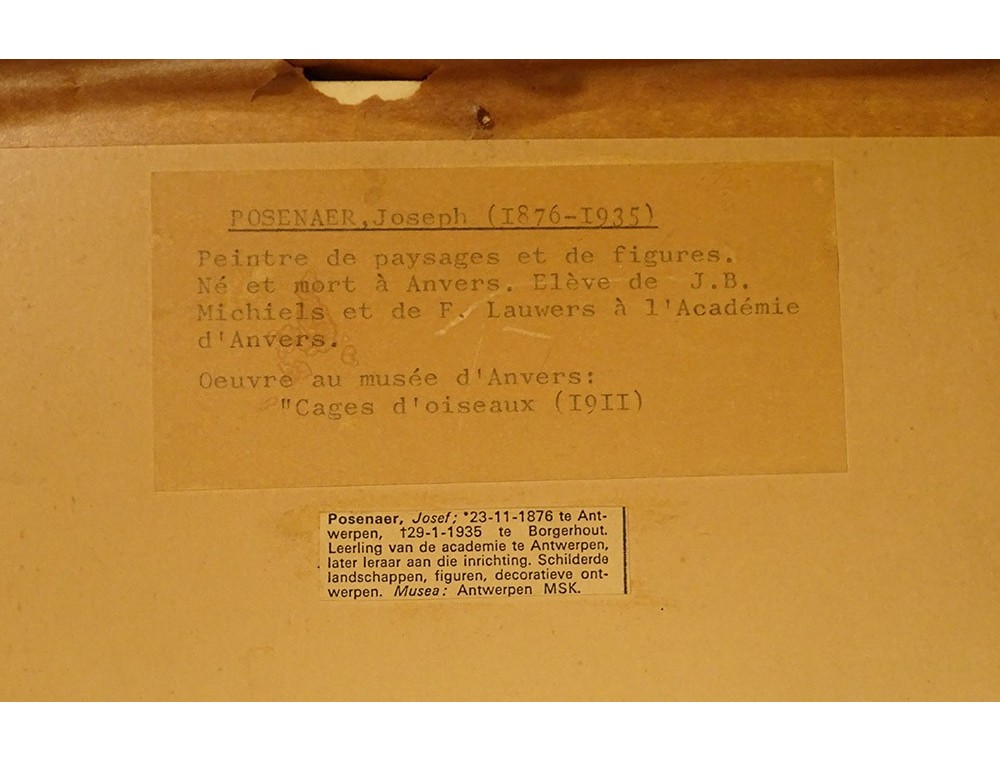 POSENAER,Joseph (I876-I935)
Peintre de paysages et de figures.
Né et mort à Anvers. Elève de J.B.
Michiels et de F. Lauwers à l'Académie
d'Anvers.
Oeuvre au musée d'Anvers:
"Cages d'oiseaux (I9II)
Posenaer, Josef; *23-11-1876 te Ant-
werpen, †29-1-1935 te Borgerhout.
Leerling van de academie te Antwerpen,
later leraar aan die inrichting. Schilderde
landschappen, figuren, decoratieve ont-
werpen. Musea: Antwerpen MSK.